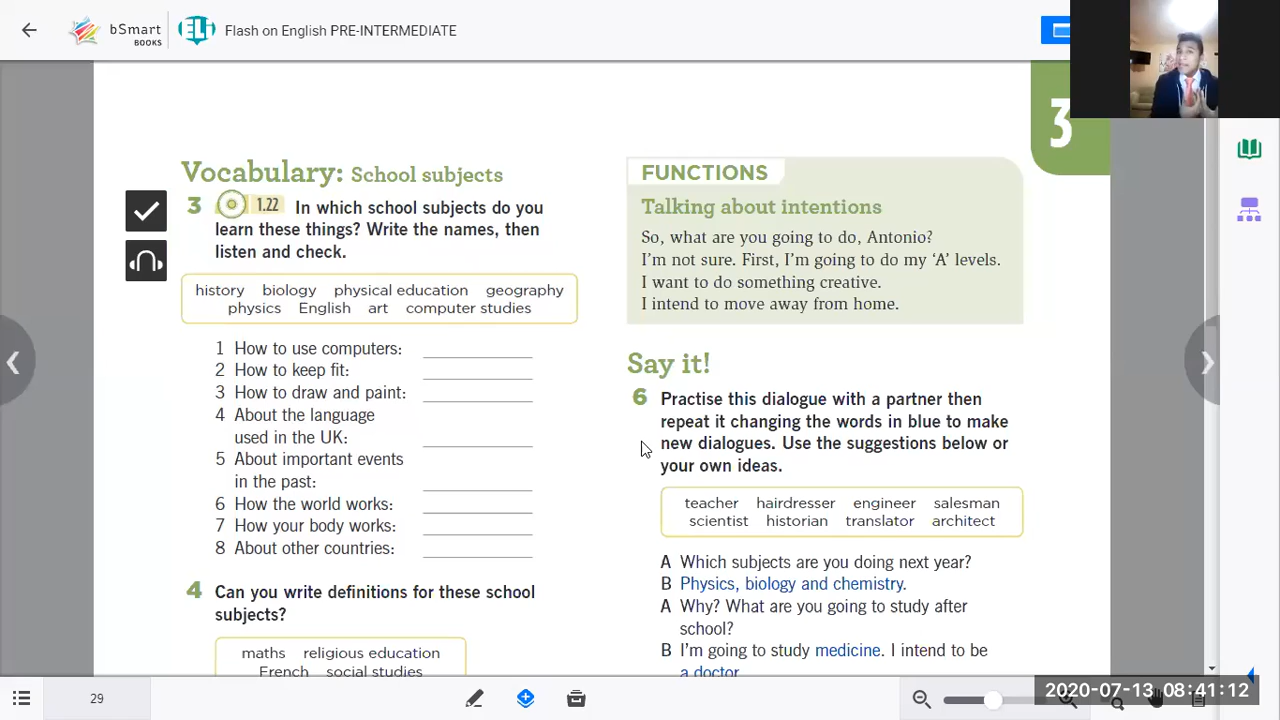 bSmart
BOOKS
ELi
Flash on English PRE-INTERMEDIATE
3
Vocabulary: School subjects
3 1.22 In which school subjects do you
learn these things? Write the names, then
listen and check.
history biology physical education geography
physics English art computer studies
1 How to use computers:
2 How to keep fit:
3 How to draw and paint:
4 About the language
used in the UK:
5 About important events
in the past:
6 How the world works:
7 How your body works:
8 About other countries:
4 Can you write definitions for these school
subjects?
maths religious education
French social studies
FUNCTIONS
Talking about intentions
So, what are you going to do, Antonio?
I'm not sure. First, I'm going to do my ‘A’ levels.
I want to do something creative.
I intend to move away from home.
Say it!
6 Practise this dialogue with a partner then
repeat it changing the words in blue to make
new dialogues. Use the suggestions below or
your own ideas.
teacher hairdresser engineer salesman
scientist historian translator architect
A Which subjects are you doing next year?
B Physics, biology and chemistry.
A Why? What are you going to study after
school?
B I'm going to study medicine. I intend to be
a doctor
29
2020-07-13 08:41:12